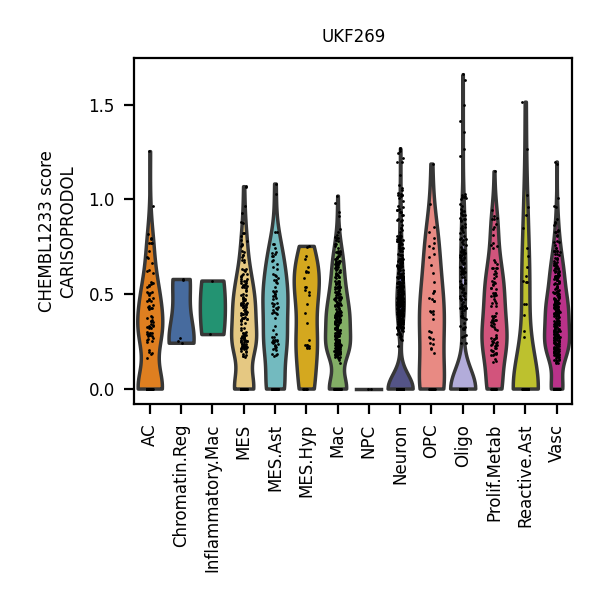 UKF269
CHEMBL1233 score
CARISOPRODOL
1.5
1.0
0.5
0.0
AC
Chromatin.Reg
Inflammatory.Mac
MES
MES.Ast
MES.Hyp
Mac
NPC
Neuron
OPC
Oligo
Prolif.Metab
Reactive.Ast
Vasc